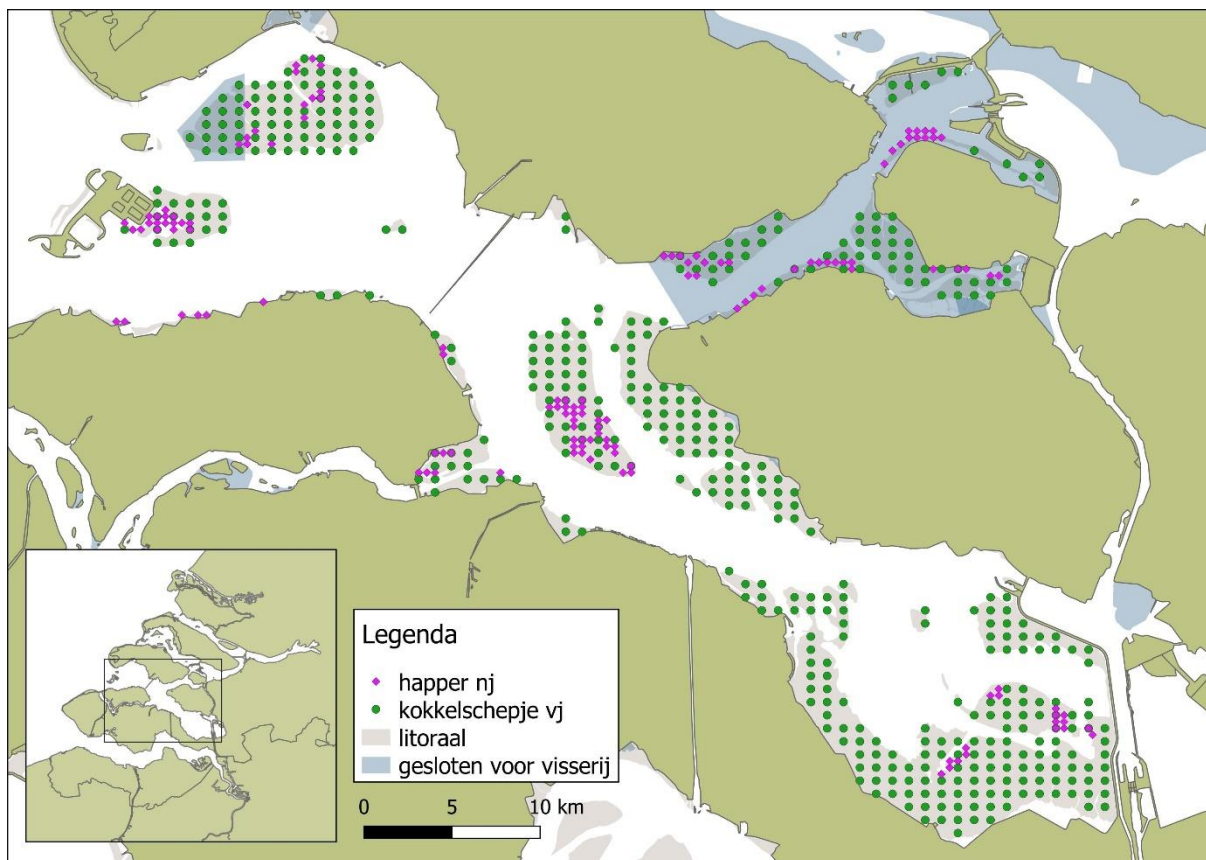 Legenda
happer nj
kokkelschepje vj
litoraal
gesloten voor visserij
0 5 10 km